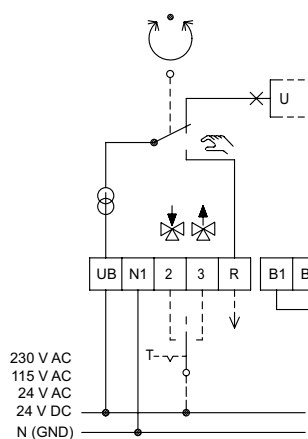 U
UB N1 2 3 R B1
T
230 V AC
115 V AC
24 V AC
24 V DC
N (GND)